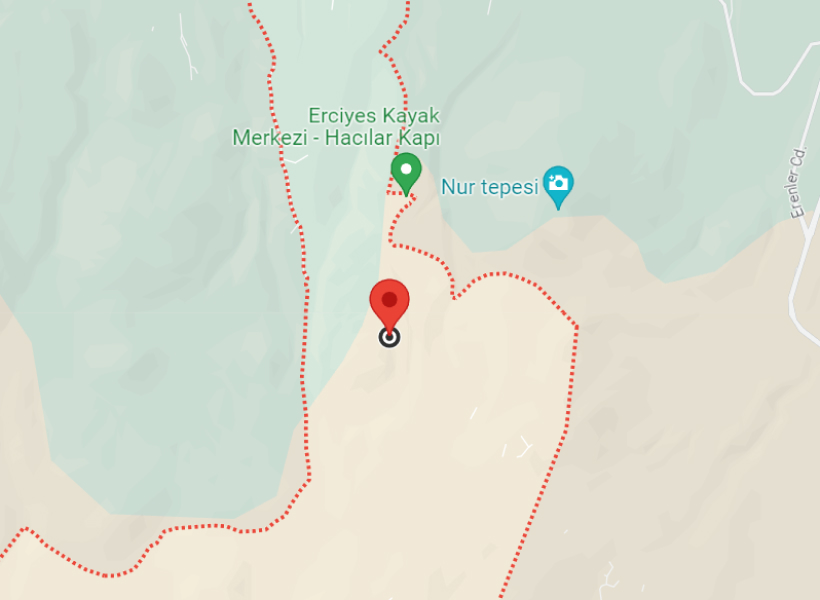 Erciyes Kayak
Merkezi - Hacılar Kapı
Nur tepesi
Erenler Cd.